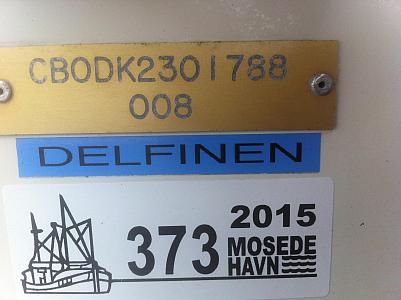 CBODK2301788
008
DELFINEN
373
2015
MOSEDE
HAVN